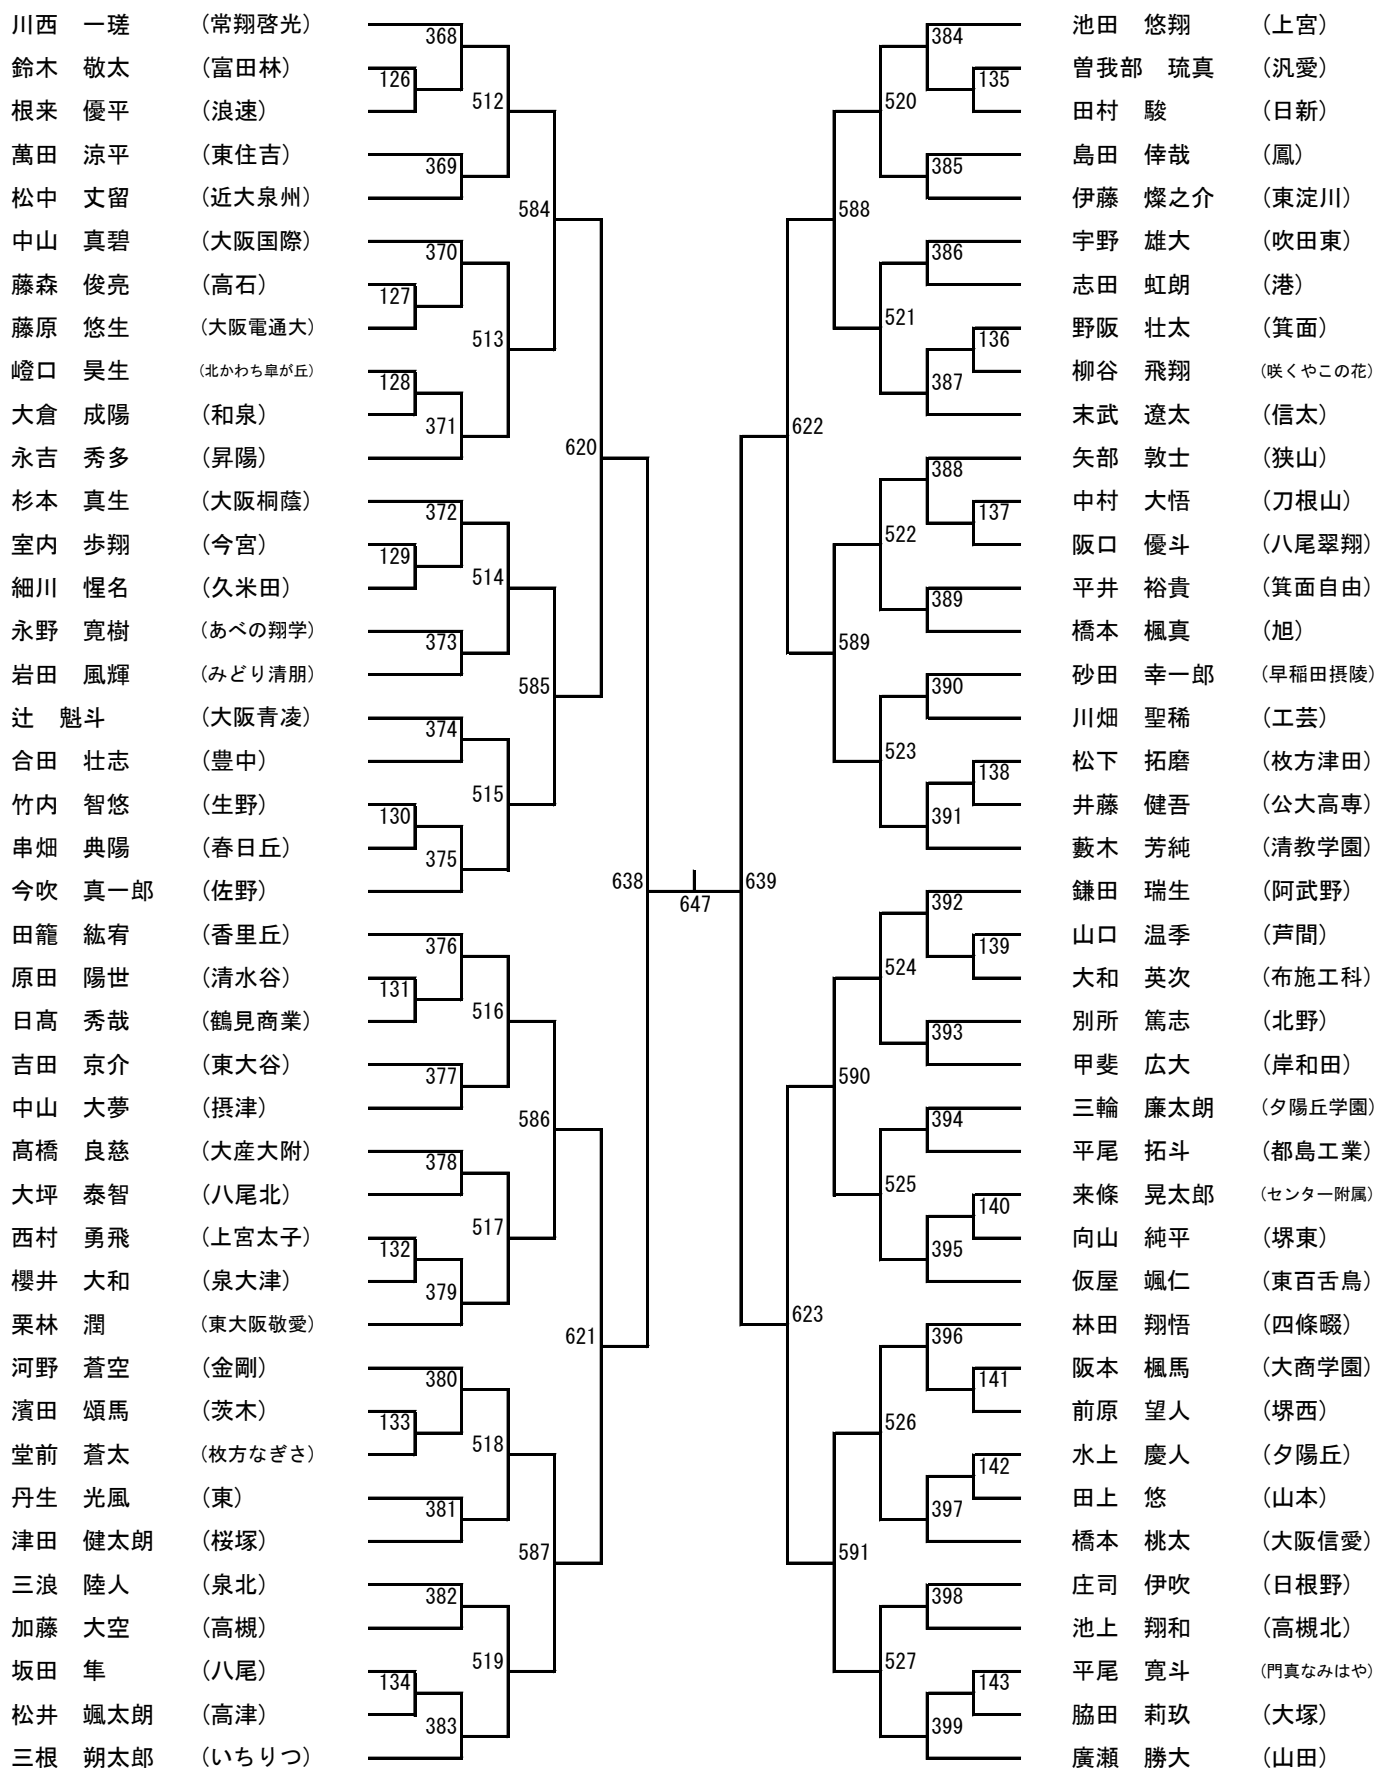 川西　一瑳　（常翔啓光）
368
鈴木　敬太　（富田林）
126
根来　優平　（浪速）
512
萬田　涼平　（東住吉）
369
松中　丈留　（近大泉州）
584
中山　真碧　（大阪国際）
370
藤森　俊亮　（高石）
127
藤原　悠生　（大阪電通大）
513
嶝口　昊生　（北かわち皐が丘）
128
大倉　成陽　（和泉）
371
永吉　秀多　（昇陽）
620
杉本　真生　（大阪桐蔭）
372
室内　歩翔　（今宮）
129
細川　惺名　（久米田）
514
永野　寛樹　（あべの翔学）
373
岩田　風輝　（みどり清朋）
585
辻　魁斗　（大阪青凌）
374
合田　壮志　（豊中）
竹内　智悠　（生野）
515
130
串畑　典陽　（春日丘）
375
今吹　真一郎　（佐野）
638
647
田籠　紘宥　（香里丘）
376
原田　陽世　（清水谷）
131
日髙　秀哉　（鶴見商業）
516
吉田　京介　（東大谷）
377
中山　大夢　（摂津）
586
髙橋　良慈　（大産大附）
378
大坪　泰智　（八尾北）
西村　勇飛　（上宮太子）
517
132
櫻井　大和　（泉大津）
379
栗林　潤　（東大阪敬愛）
621
河野　蒼空　（金剛）
380
濱田　頌馬　（茨木）
133
堂前　蒼太　（枚方なぎさ）
518
丹生　光風　（東）
381
津田　健太朗　（桜塚）
587
三浪　陸人　（泉北）
382
加藤　大空　（高槻）
坂田　隼　（八尾）
519
134
松井　颯太朗　（高津）
383
三根　朔太郎　（いちりつ）
池田　悠翔　（上宮）
384
曽我部　琉真　（汎愛）
135
田村　駿　（日新）
520
島田　倖哉　（鳳）
385
伊藤　燦之介　（東淀川）
588
宇野　雄大　（吹田東）
386
志田　虹朗　（港）
521
野阪　壮太　（箕面）
136
柳谷　飛翔　（咲くやこの花）
387
末武　遼太　（信太）
622
矢部　敦士　（狭山）
388
中村　大悟　（刀根山）
137
阪口　優斗　（八尾翠翔）
522
平井　裕貴　（箕面自由）
389
橋本　楓真　（旭）
589
砂田　幸一郎　（早稲田摂陵）
390
川畑　聖稀　（工芸）
523
松下　拓磨　（枚方津田）
138
井藤　健吾　（公大高専）
391
藪木　芳純　（清教学園）
639
鎌田　瑞生　（阿武野）
392
山口　温季　（芦間）
139
大和　英次　（布施工科）
524
別所　篤志　（北野）
393
甲斐　広大　（岸和田）
590
三輪　廉太朗　（夕陽丘学園）
394
平尾　拓斗　（都島工業）
525
来條　晃太郎　（センター附属）
140
向山　純平　（堺東）
395
仮屋　颯仁　（東百舌鳥）
623
林田　翔悟　（四條畷）
396
阪本　楓馬　（大商学園）
141
前原　望人　（堺西）
526
水上　慶人　（夕陽丘）
142
田上　悠　（山本）
397
橋本　桃太　（大阪信愛）
591
庄司　伊吹　（日根野）
398
池上　翔和　（高槻北）
527
平尾　寛斗　（門真なみはや）
143
脇田　莉玖　（大塚）
399
廣瀬　勝大　（山田）